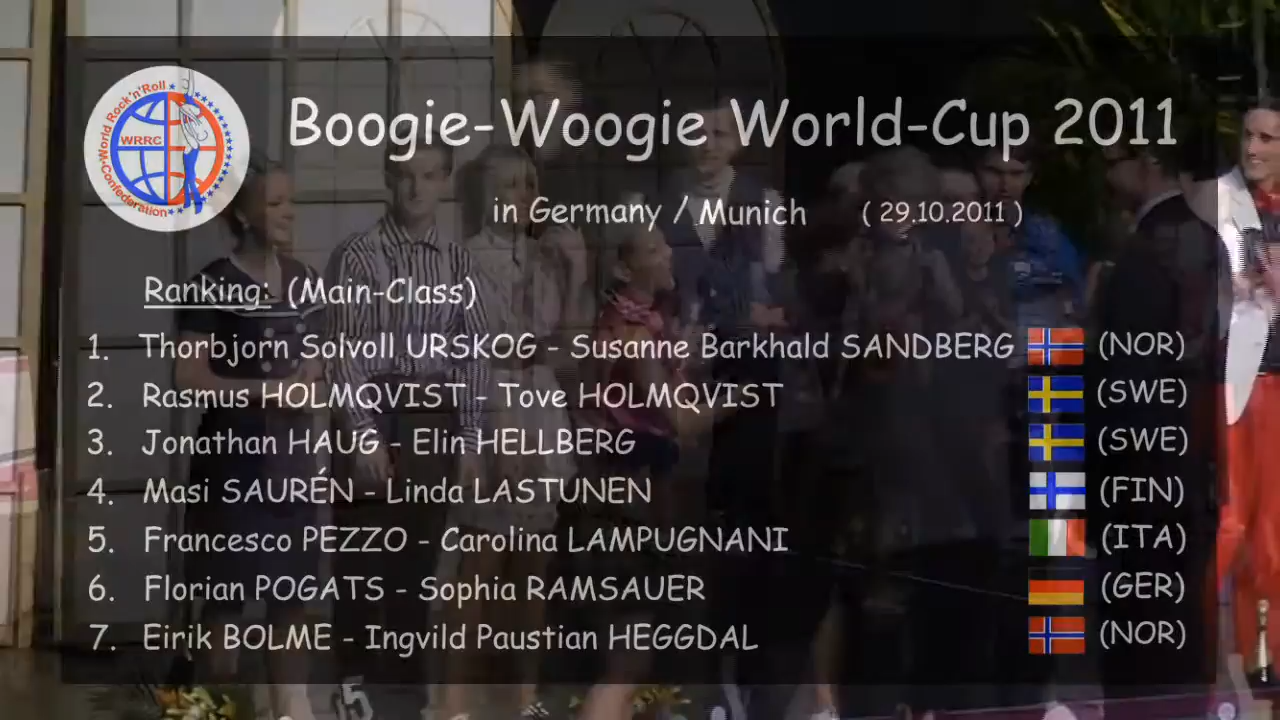 World Rock'n'Roll
WRRC
Confederation
Boogie-Woogie World-Cup 2011
in Germany / Munich ( 29.10.2011 )
Ranking: (Main-Class)
1. Thorbjorn Solvoll URSKOG - Susanne Barkhald SANDBERG (NOR)
2. Rasmus HOLMQVIST - Tove HOLMQVIST (SWE)
3. Jonathan HAUG - Elin HELLBERG (SWE)
4. Masi SAURÉN - Linda LASTUNEN (FIN)
5. Francesco PEZZO - Carolina LAMPUGNANI (ITA)
6. Florian POGATS - Sophia RAMSAUER (GER)
7. Eirik BOLME - Ingvild Paustian HEGGDAL (NOR)